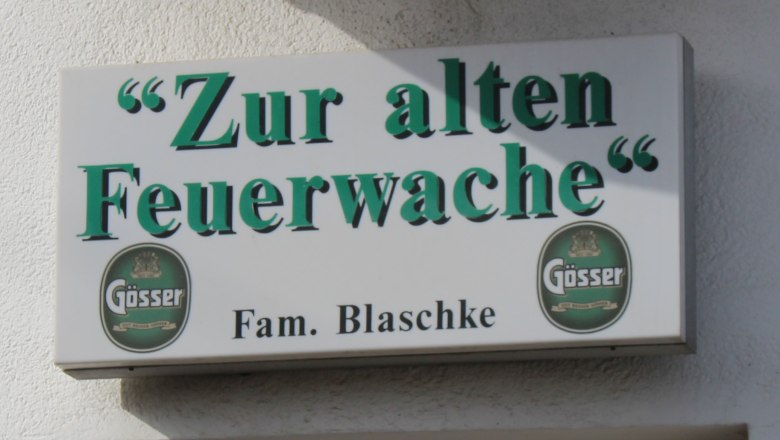 “Zur alten
Feuerwache“
Gösser
Gösser
Fam. Blaschke